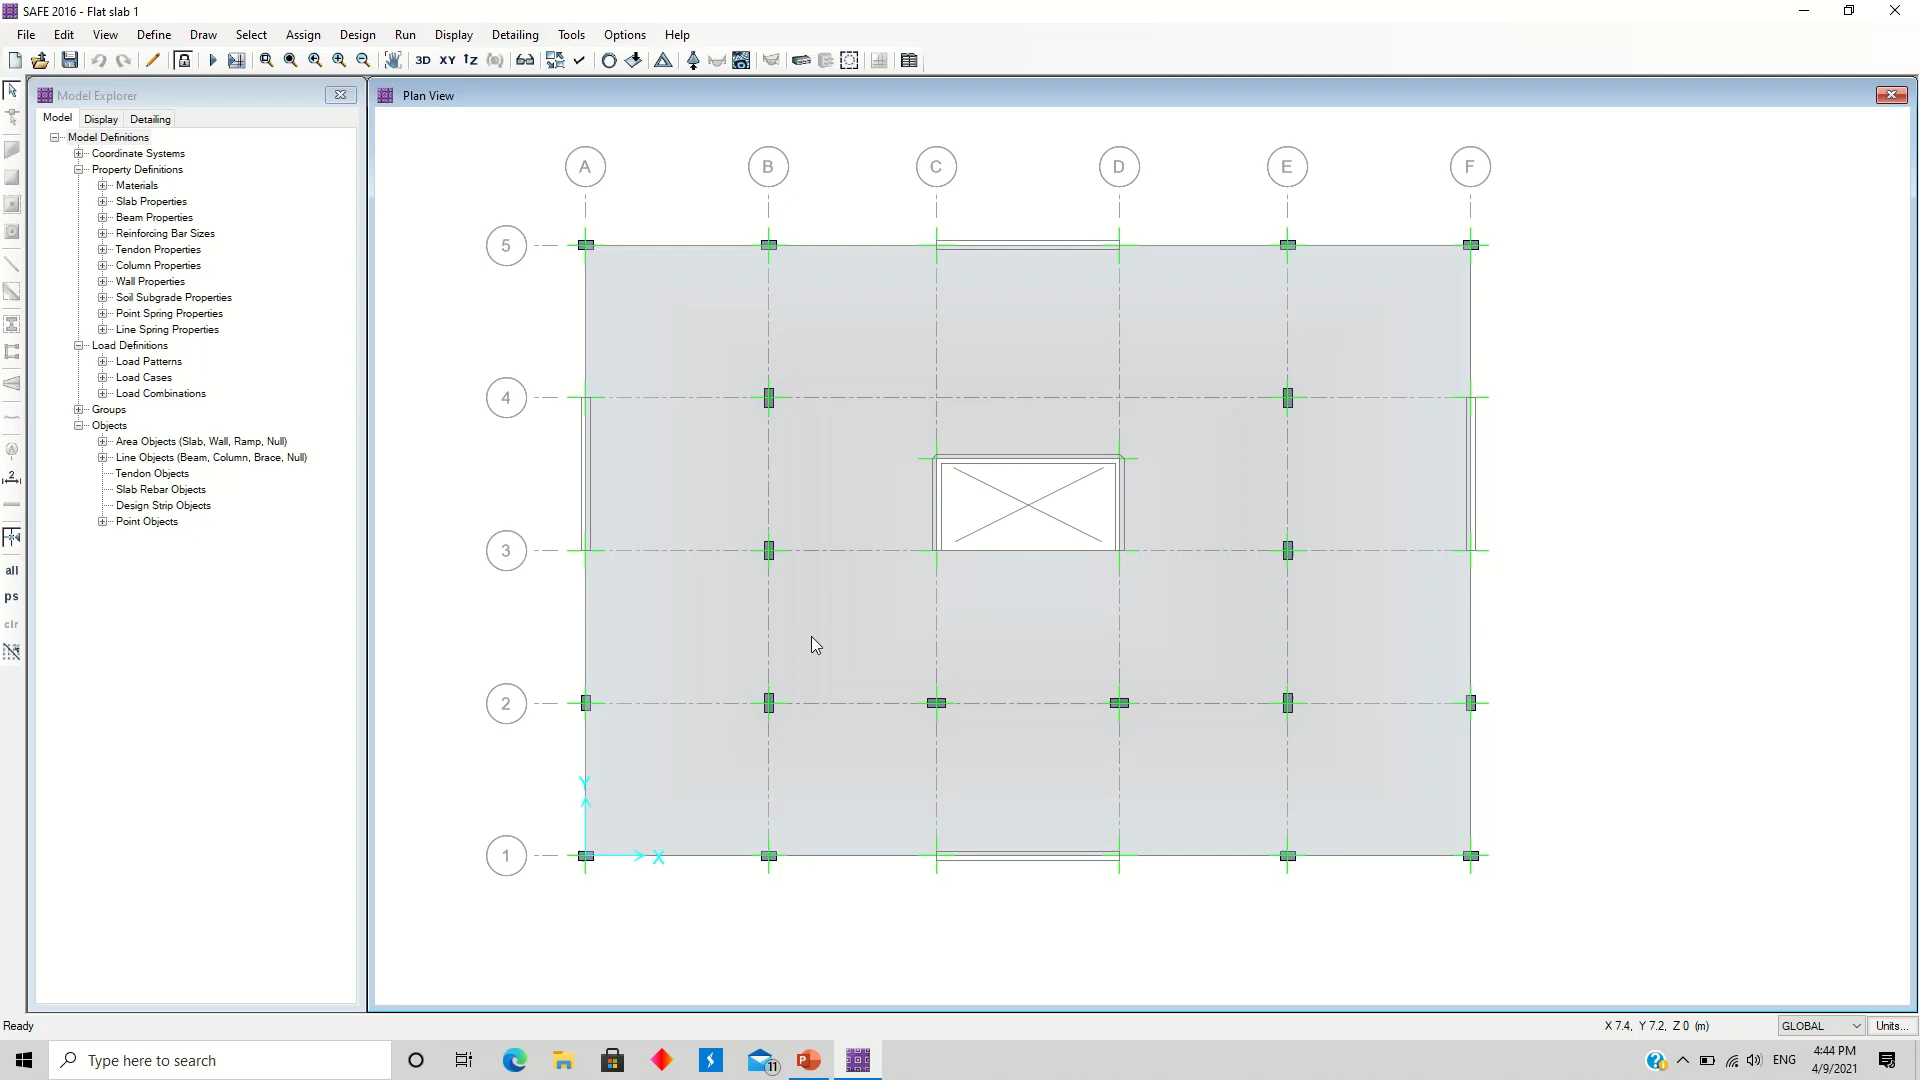 SAFE 2016 - Flat slab 1
File Edit View Define Draw Select Assign Design Run Display Detailing Tools Options Help
3D XY
Model Explorer
Plan View
Model Display Detailing
Model Definitions
Coordinate Systems
Property Definitions
Materials
Slab Properties
Beam Properties
Reinforcing Bar Sizes
Tendon Properties
Column Properties
Wall Properties
Soil Subgrade Properties
Point Spring Properties
Line Spring Properties
Load Definitions
Load Patterns
Load Cases
Load Combinations
Groups
Objects
Area Objects (Slab, Wall, Ramp, Null)
Line Objects (Beam, Column, Brace, Null)
Tendon Objects
Slab Rebar Objects
Design Strip Objects
Point Objects
all
ps
clr
A B C D E F
5
4
3
2
1
Y
X
Ready
X 7.4, Y 7.2, Z 0 (m)
GLOBAL
Units...
Type here to search
11
ENG
4:44 PM
4/9/2021